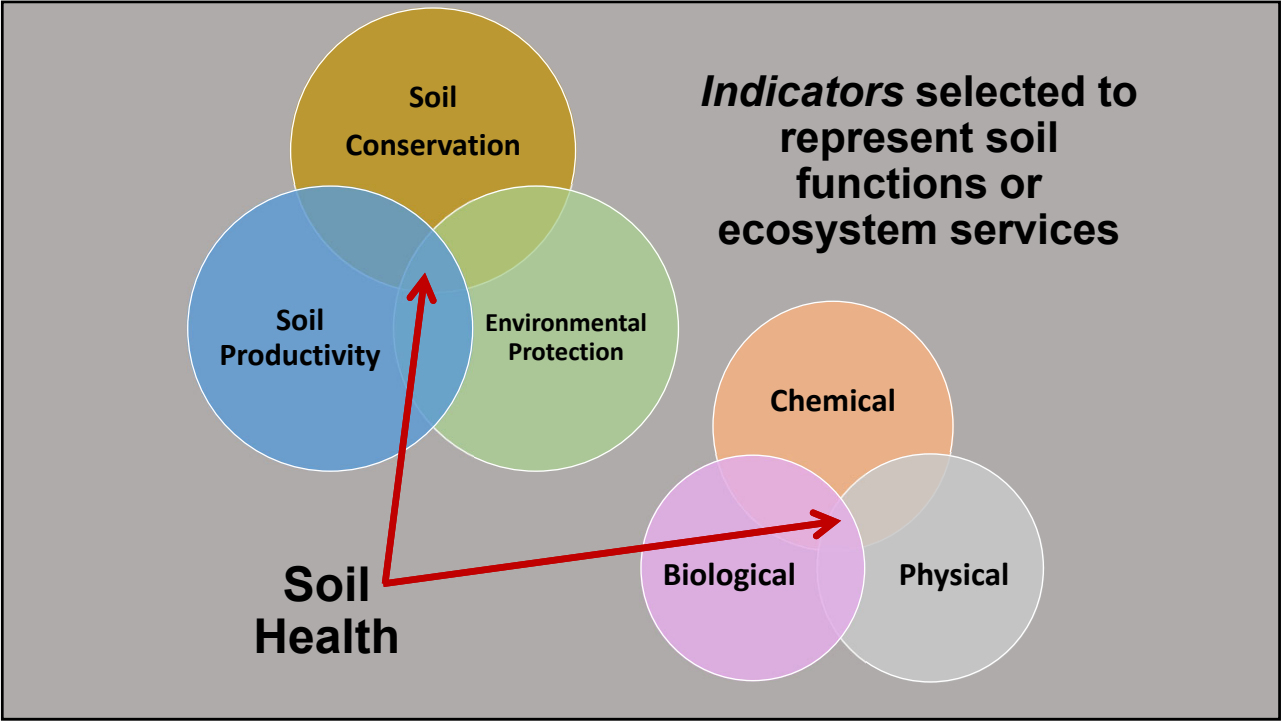 Soil
Conservation
Indicators selected to
represent soil
functions or
ecosystem services
Soil
Productivity
Environmental
Protection
Chemical
Biological
Physical
Soil
Health